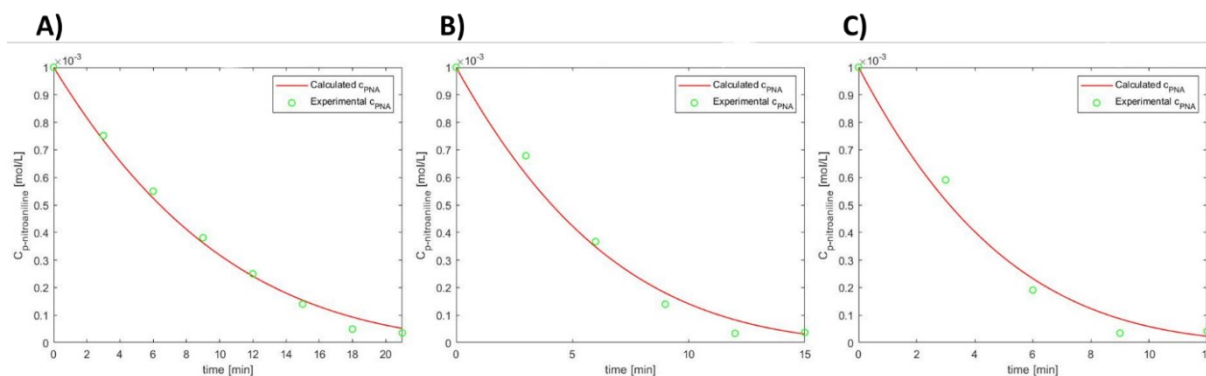 A)
×10⁻³
1
0.9
0.8
0.7
0.6
0.5
0.4
0.3
0.2
0.1
0
C_p-nitroaniline [mol/L]
0 2 4 6 8 10 12 14 16 18 20
time [min]
Calculated c_PNA
Experimental c_PNA
B)
×10⁻³
1
0.9
0.8
0.7
0.6
0.5
0.4
0.3
0.2
0.1
0
C_p-nitroaniline [mol/L]
0 5 10 15
time [min]
Calculated c_PNA
Experimental c_PNA
C)
×10⁻³
1
0.9
0.8
0.7
0.6
0.5
0.4
0.3
0.2
0.1
0
C_p-nitroaniline [mol/L]
0 2 4 6 8 10 12
time [min]
Calculated c_PNA
Experimental c_PNA